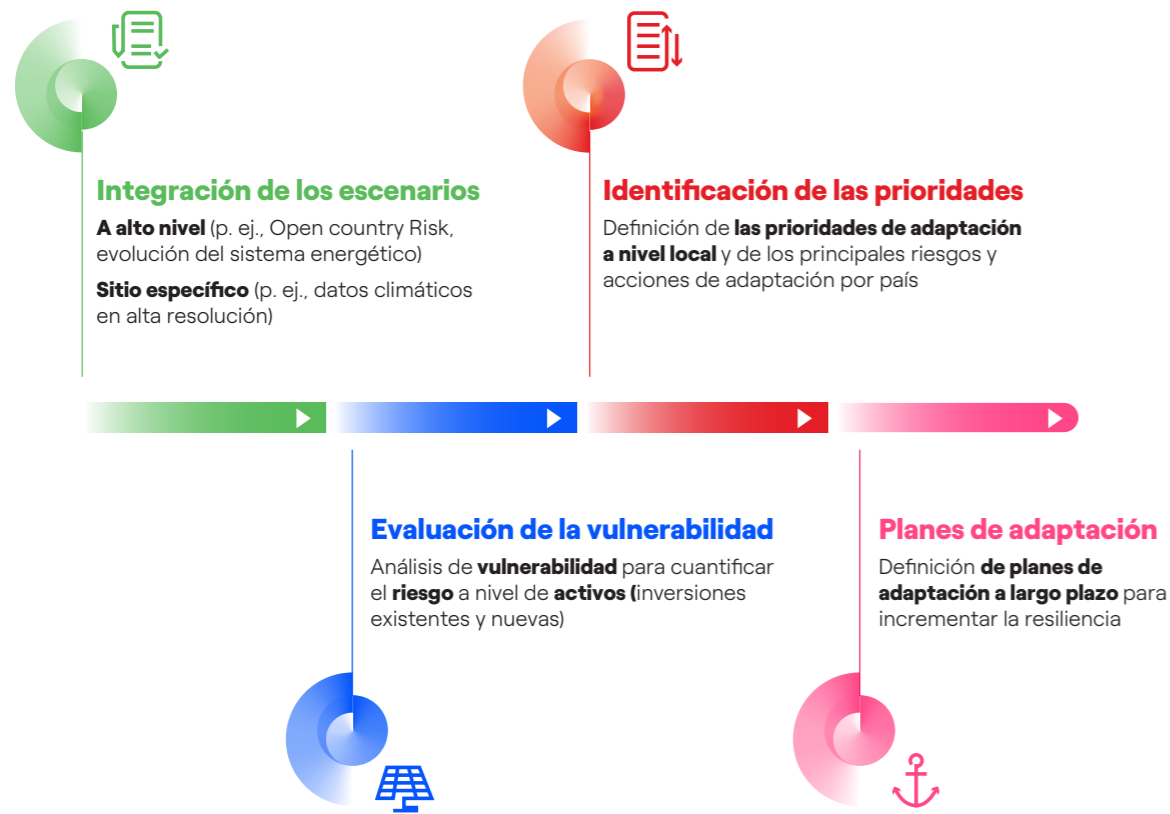 Integración de los escenarios
A alto nivel (p. ej., Open country Risk,
evolución del sistema energético)
Sitio específico (p. ej., datos climáticos
en alta resolución)
Identificación de las prioridades
Definición de las prioridades de adaptación
a nivel local y de los principales riesgos y
acciones de adaptación por país
Evaluación de la vulnerabilidad
Análisis de vulnerabilidad para cuantificar
el riesgo a nivel de activos (inversiones
existentes y nuevas)
Planes de adaptación
Definición de planes de
adaptación a largo plazo para
incrementar la resiliencia